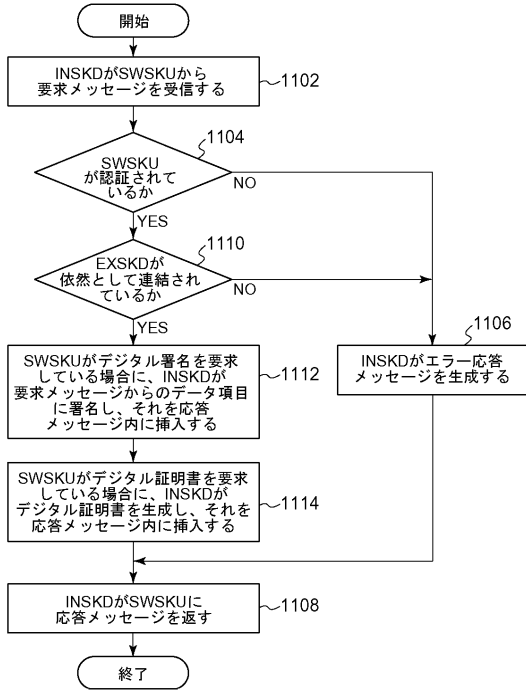 開始
INSKDがSWSKUから
要求メッセージを受信する
1102
1104
SWSKU
が認証されて
いるか
NO
YES
1110
EXSKDが
依然として連結され
ているか
NO
YES
1106
INSKDがエラー応答
メッセージを生成する
SWSKUがデジタル署名を要求
している場合に、INSKDが
要求メッセージからのデータ項目
に署名し、それを応答
メッセージ内に挿入する
1112
SWSKUがデジタル証明書を要求
している場合に、INSKDが
デジタル証明書を生成し、それを
応答メッセージ内に挿入する
1114
INSKDがSWSKUに
応答メッセージを返す
1108
終了